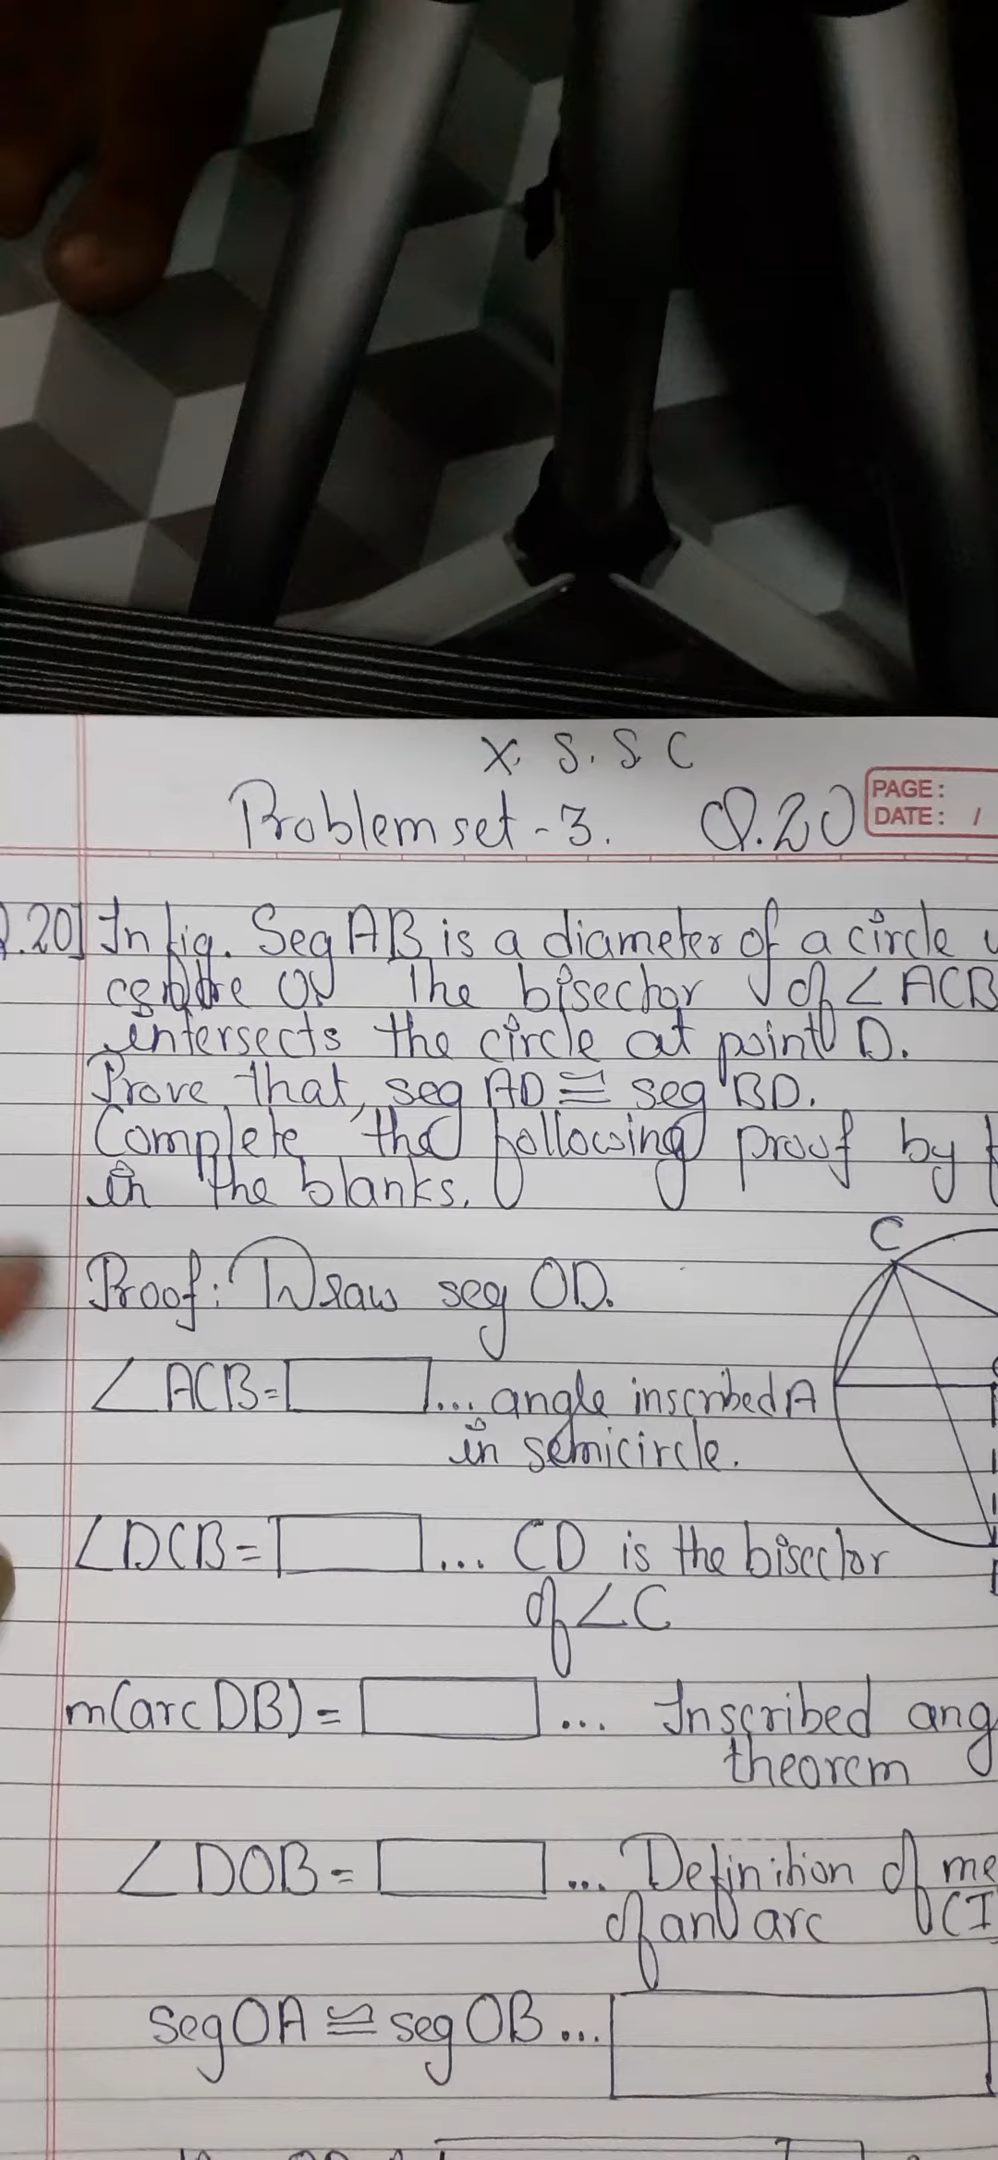 X. S. S. C
Problem set - 3. Q.20
PAGE:
DATE: /
.20] In fig. Seg AB is a diameter of a circle
centre O. The bisector of ∠ACB
intersects the circle at point D.
Prove that, seg AD ≅ seg BD.
Complete the following proof by
in the blanks.
C
Proof: Draw seg OD.
∠ACB = ... angle inscribed A
in semicircle.
∠DCB = ... CD is the bisector
of ∠C
m(arc DB) = ... Inscribed ang
theorem
∠DOB = ... Definition of me
of an arc (I
seg OA ≅ seg OB ...